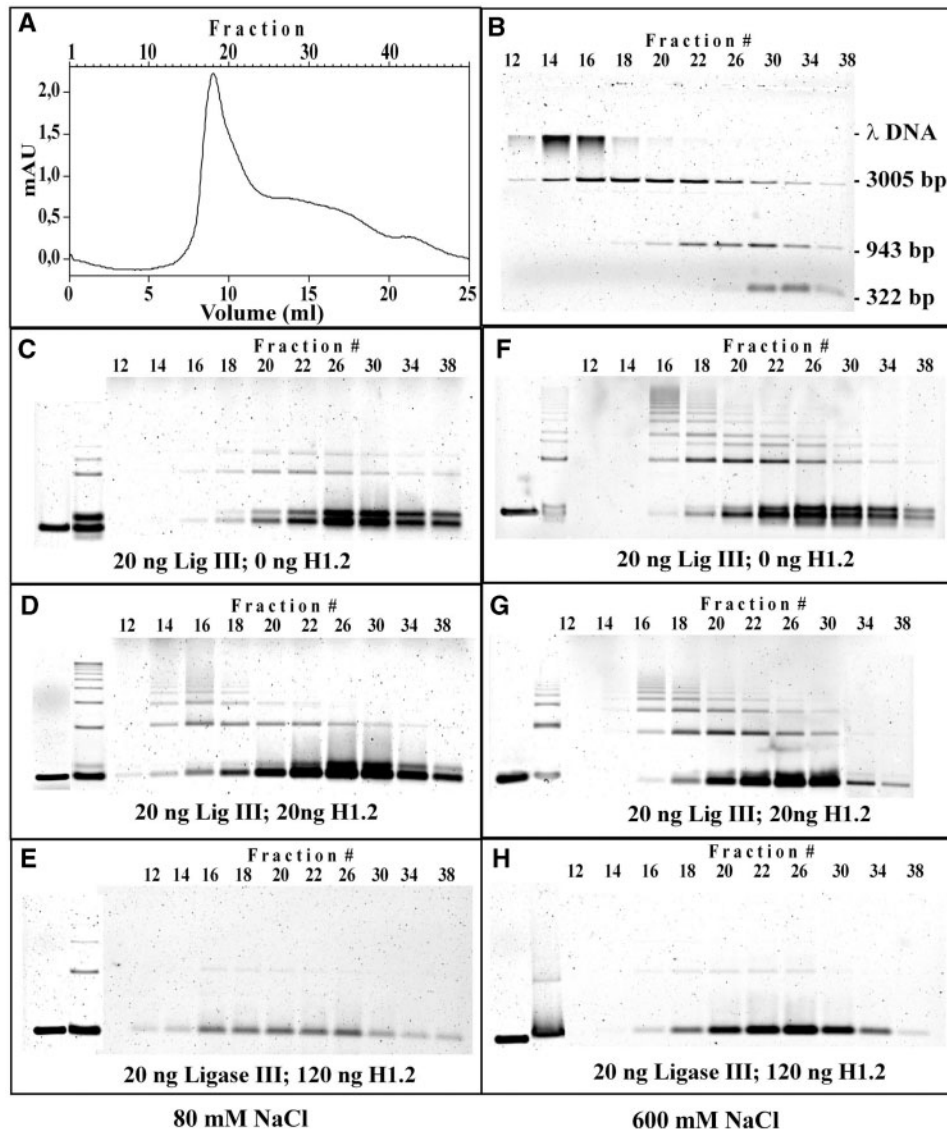 A
Fraction
1 10 20 30 40
2,0
1,5
1,0
0,5
0,0
mAU
0 5 10 15 20 25
Volume (ml)
B
Fraction #
12 14 16 18 20 22 26 30 34 38
- λ DNA
- 3005 bp
- 943 bp
- 322 bp
C
Fraction #
12 14 16 18 20 22 26 30 34 38
20 ng Lig III; 0 ng H1.2
F
Fraction #
12 14 16 18 20 22 26 30 34 38
20 ng Lig III; 0 ng H1.2
D
Fraction #
12 14 16 18 20 22 26 30 34 38
20 ng Lig III; 20ng H1.2
G
Fraction #
12 14 16 18 20 22 26 30 34 38
20 ng Lig III; 20ng H1.2
E
Fraction #
12 14 16 18 20 22 26 30 34 38
20 ng Ligase III; 120 ng H1.2
H
Fraction #
12 14 16 18 20 22 26 30 34 38
20 ng Ligase III; 120 ng H1.2
80 mM NaCl
600 mM NaCl